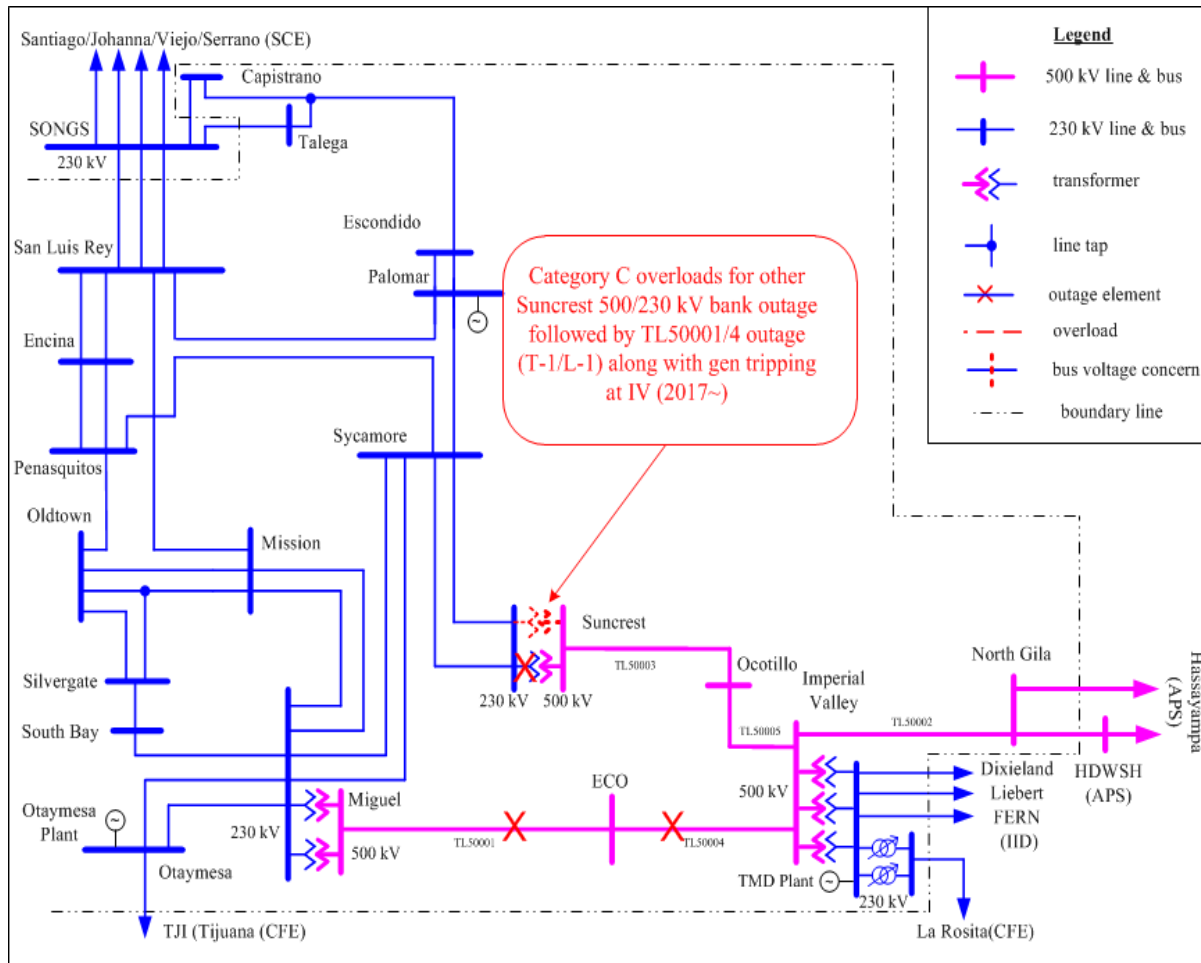 Santiago/Johanna/Viejo/Serrano (SCE)
Capistrano
SONGS
230 kV
Talega
San Luis Rey
Escondido
Palomar
~
Encina
Penasquitos
Sycamore
Oldtown
Mission
Category C overloads for other
Suncrest 500/230 kV bank outage
followed by TL50001/4 outage
(T-1/L-1) along with gen tripping
at IV (2017~)
Legend
500 kV line & bus
230 kV line & bus
transformer
line tap
outage element
overload
bus voltage concern
boundary line
Suncrest
TL50003
230 kV
500 kV
Ocotillo
Imperial
Valley
TL50005
TL50002
North Gila
Hassayampa
(APS)
HDWSH
(APS)
Silvergate
South Bay
Otaymesa
Plant
~
Otaymesa
Miguel
230 kV
500 kV
TL50001
ECO
TL50004
500 kV
Dixieland
Liebert
FERN
(IID)
TMD Plant
~
230 kV
La Rosita(CFE)
TJI (Tijuana (CFE)